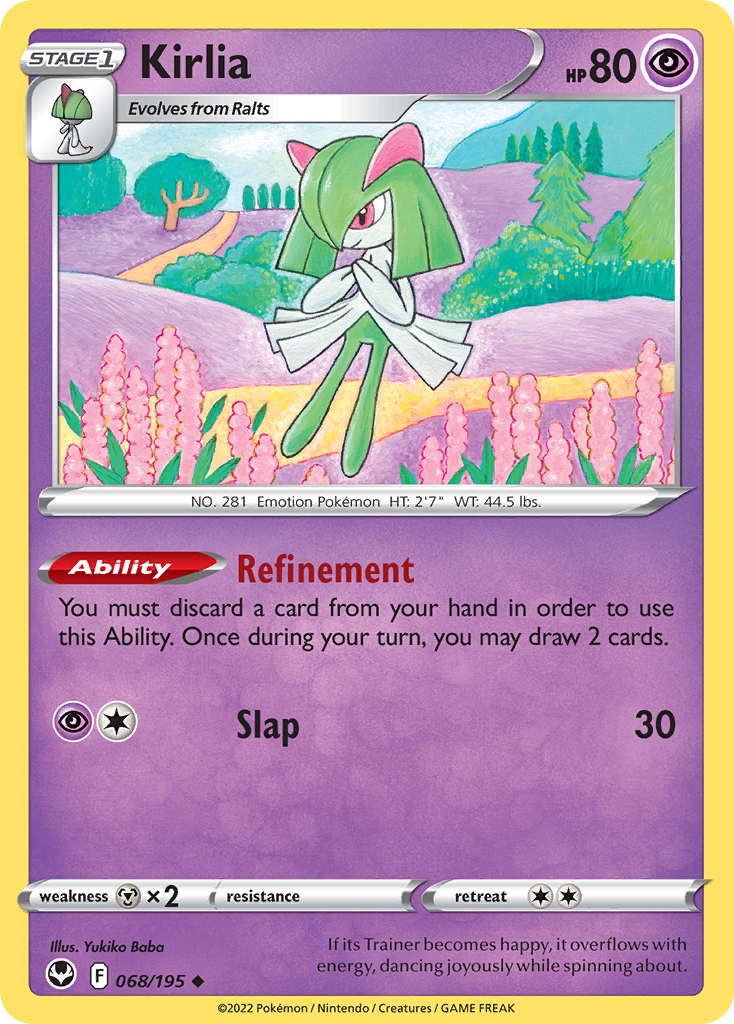 STAGE1
Kirlia
HP80
Evolves from Ralts
NO. 281 Emotion Pokémon HT: 2'7" WT: 44.5 lbs.
Ability Refinement
You must discard a card from your hand in order to use
this Ability. Once during your turn, you may draw 2 cards.
Slap 30
weakness ×2 resistance retreat
Illus. Yukiko Baba
If its Trainer becomes happy, it overflows with
energy, dancing joyously while spinning about.
F 068/195
©2022 Pokémon / Nintendo / Creatures / GAME FREAK